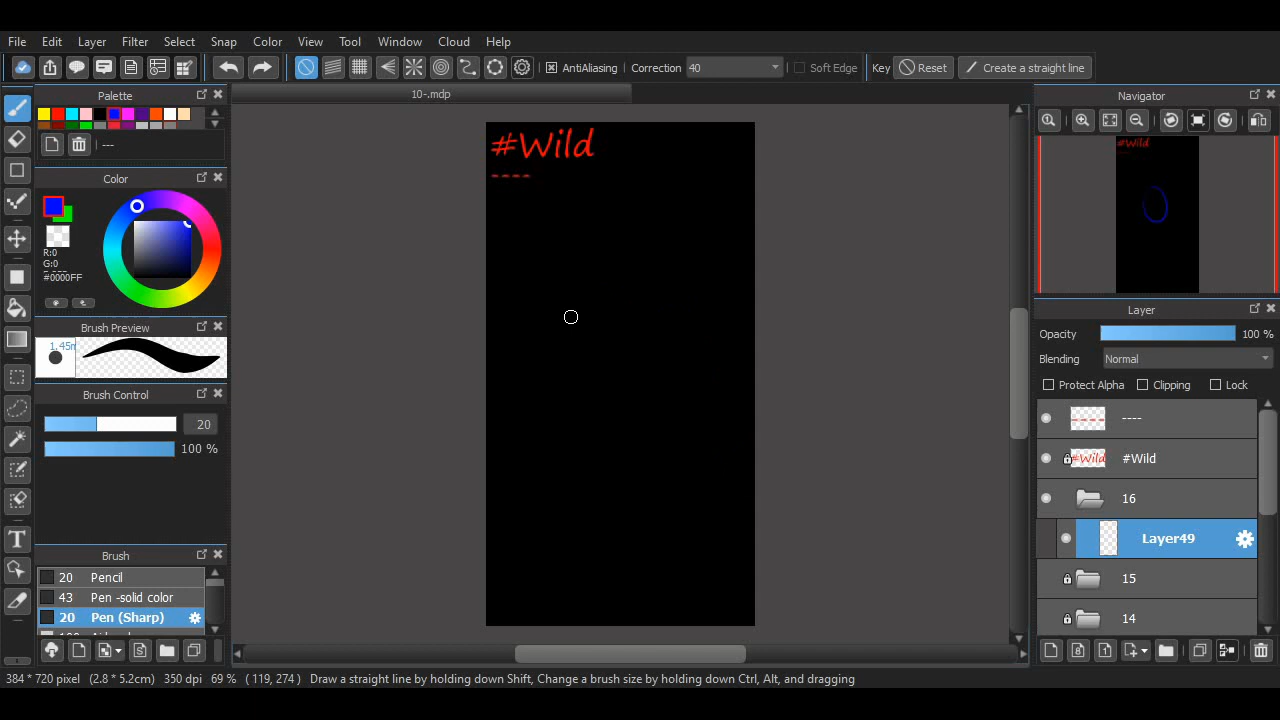 File Edit Layer Filter Select Snap Color View Tool Window Cloud Help
AntiAliasing Correction 40 Soft Edge Key Reset Create a straight line
Palette
10-.mdp
Navigator
---
Color
R:0
G:0
#0000FF
#Wild
----
#Wild
Brush Preview
Brush Control
20
100 %
Layer
Opacity 100 %
Blending Normal
Protect Alpha Clipping Lock
----
#Wild #Wild
16
Layer49
15
14
Brush
20 Pencil
43 Pen -solid color
20 Pen (Sharp)
384 * 720 pixel (2.8 * 5.2cm) 350 dpi 69 % ( 119, 274 ) Draw a straight line by holding down Shift, Change a brush size by holding down Ctrl, Alt, and dragging